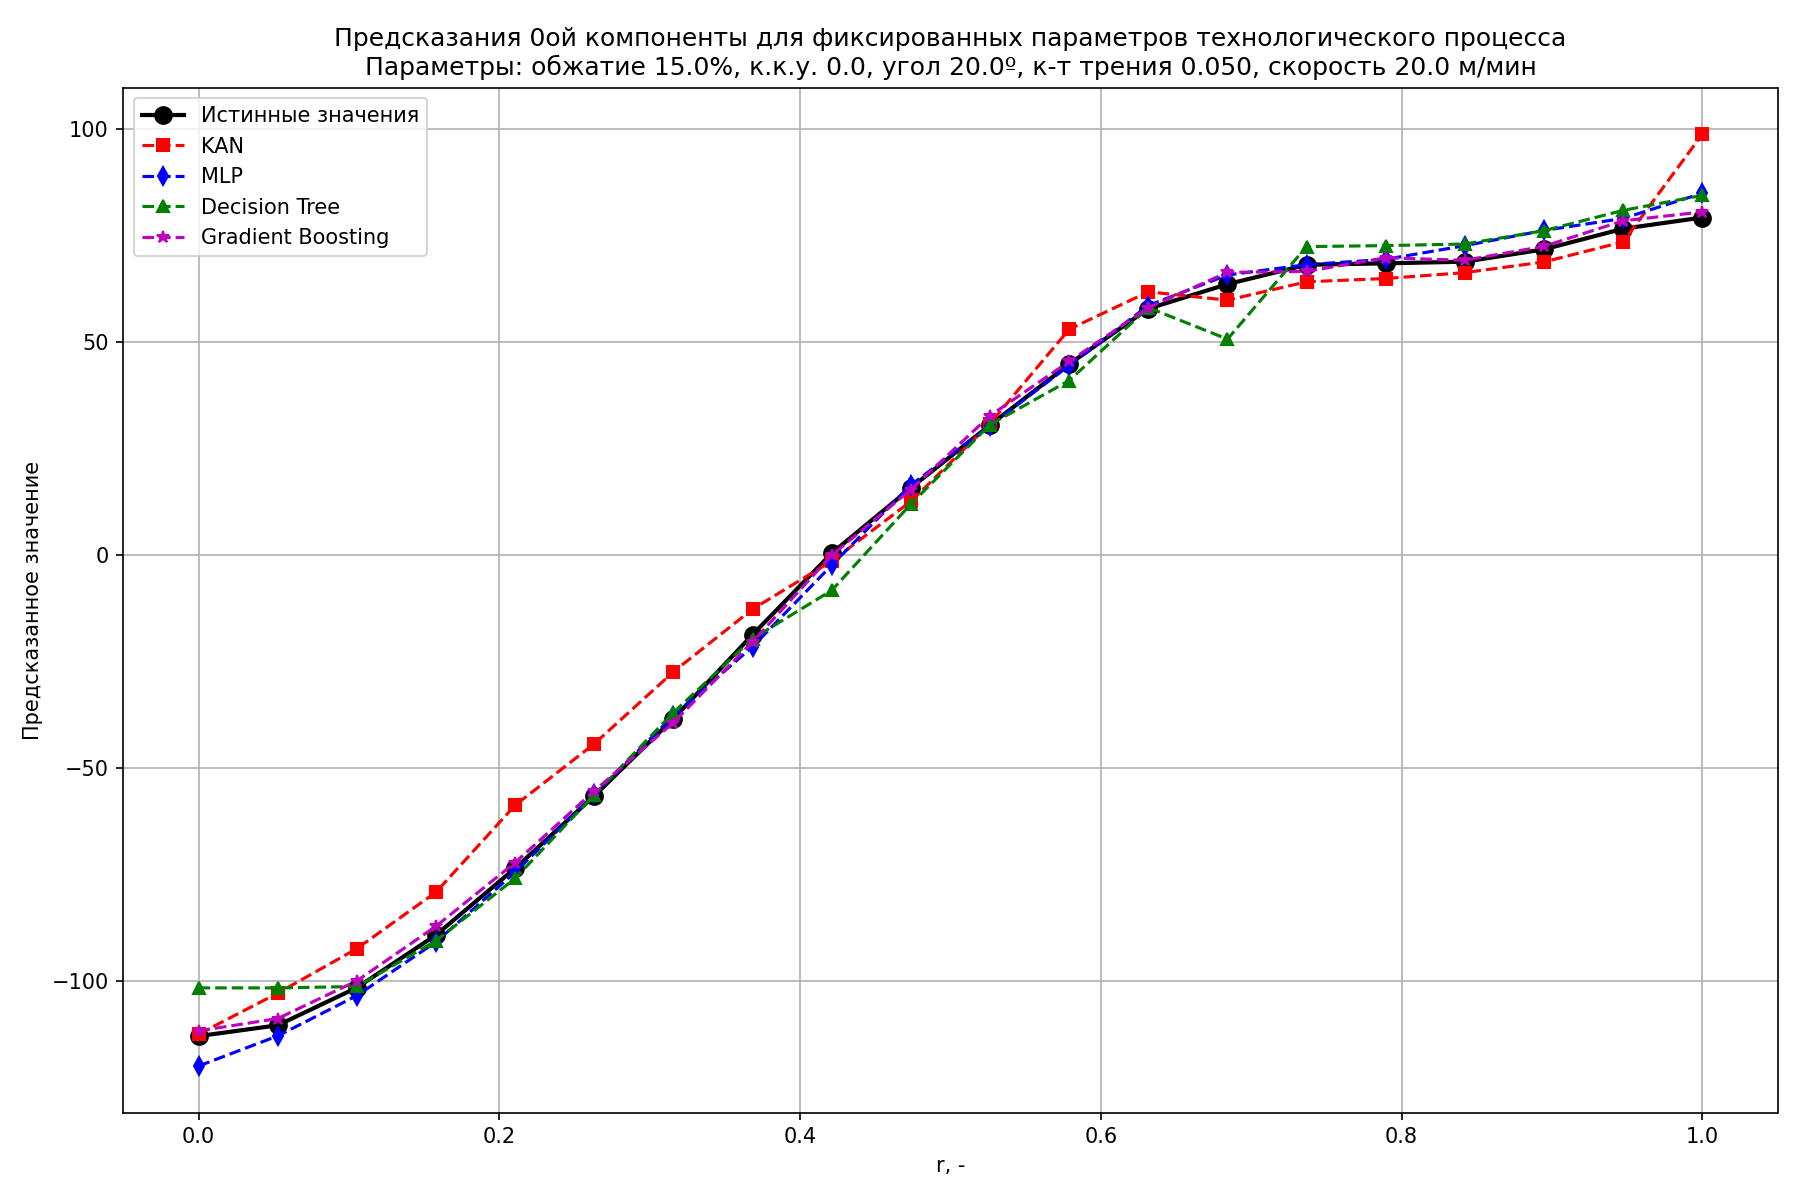 Предсказания 0ой компоненты для фиксированных параметров технологического процесса
Параметры: обжатие 15.0%, к.к.у. 0.0, угол 20.0º, к-т трения 0.050, скорость 20.0 м/мин
Истинные значения
KAN
MLP
Decision Tree
Gradient Boosting
Предсказанное значение
100
50
0
−50
−100
0.0
0.2
0.4
0.6
0.8
1.0
r, -